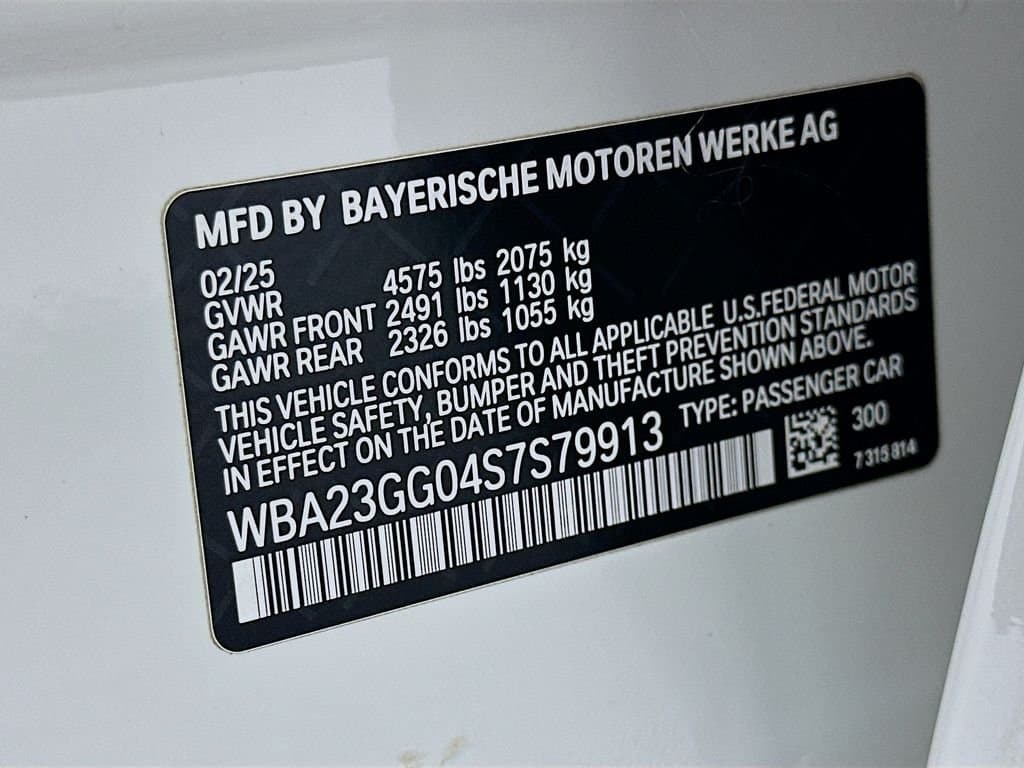 MFD BY BAYERISCHE MOTOREN WERKE AG
02/25
GVWR 4575 lbs 2075 kg
GAWR FRONT 2491 lbs 1130 kg
GAWR REAR 2326 lbs 1055 kg
THIS VEHICLE CONFORMS TO ALL APPLICABLE U.S.FEDERAL MOTOR
VEHICLE SAFETY, BUMPER AND THEFT PREVENTION STANDARDS
IN EFFECT ON THE DATE OF MANUFACTURE SHOWN ABOVE.
WBA23GG04S7S79913 TYPE: PASSENGER CAR
300
7 315 814